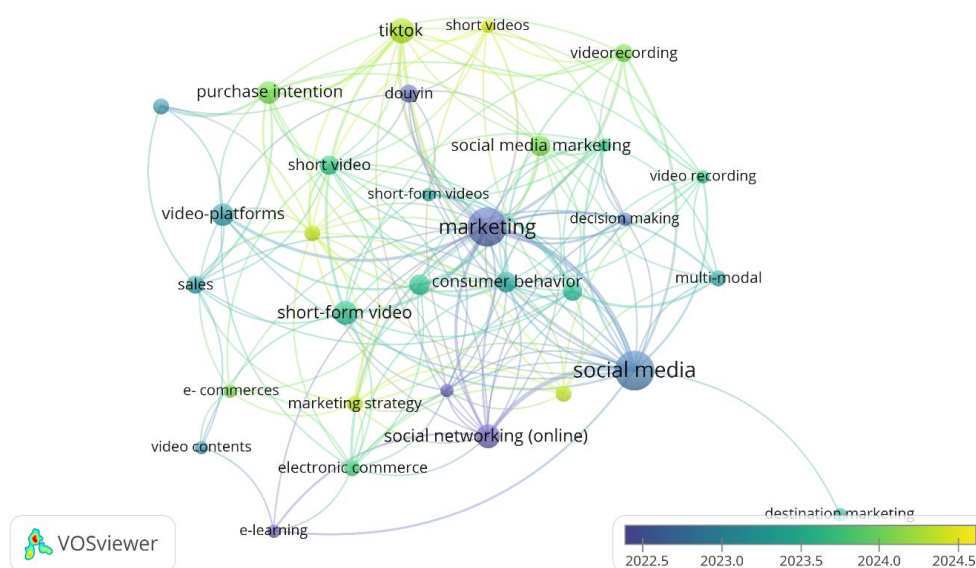 tiktok
short videos
videorecording
purchase intention
douyin
social media marketing
short video
video recording
short-form videos
video-platforms
decision making
marketing
sales
consumer behavior
multi-modal
short-form video
social media
e- commerces
marketing strategy
social networking (online)
video contents
electronic commerce
destination marketing
e-learning
VOSviewer
2022.5 2023.0 2023.5 2024.0 2024.5